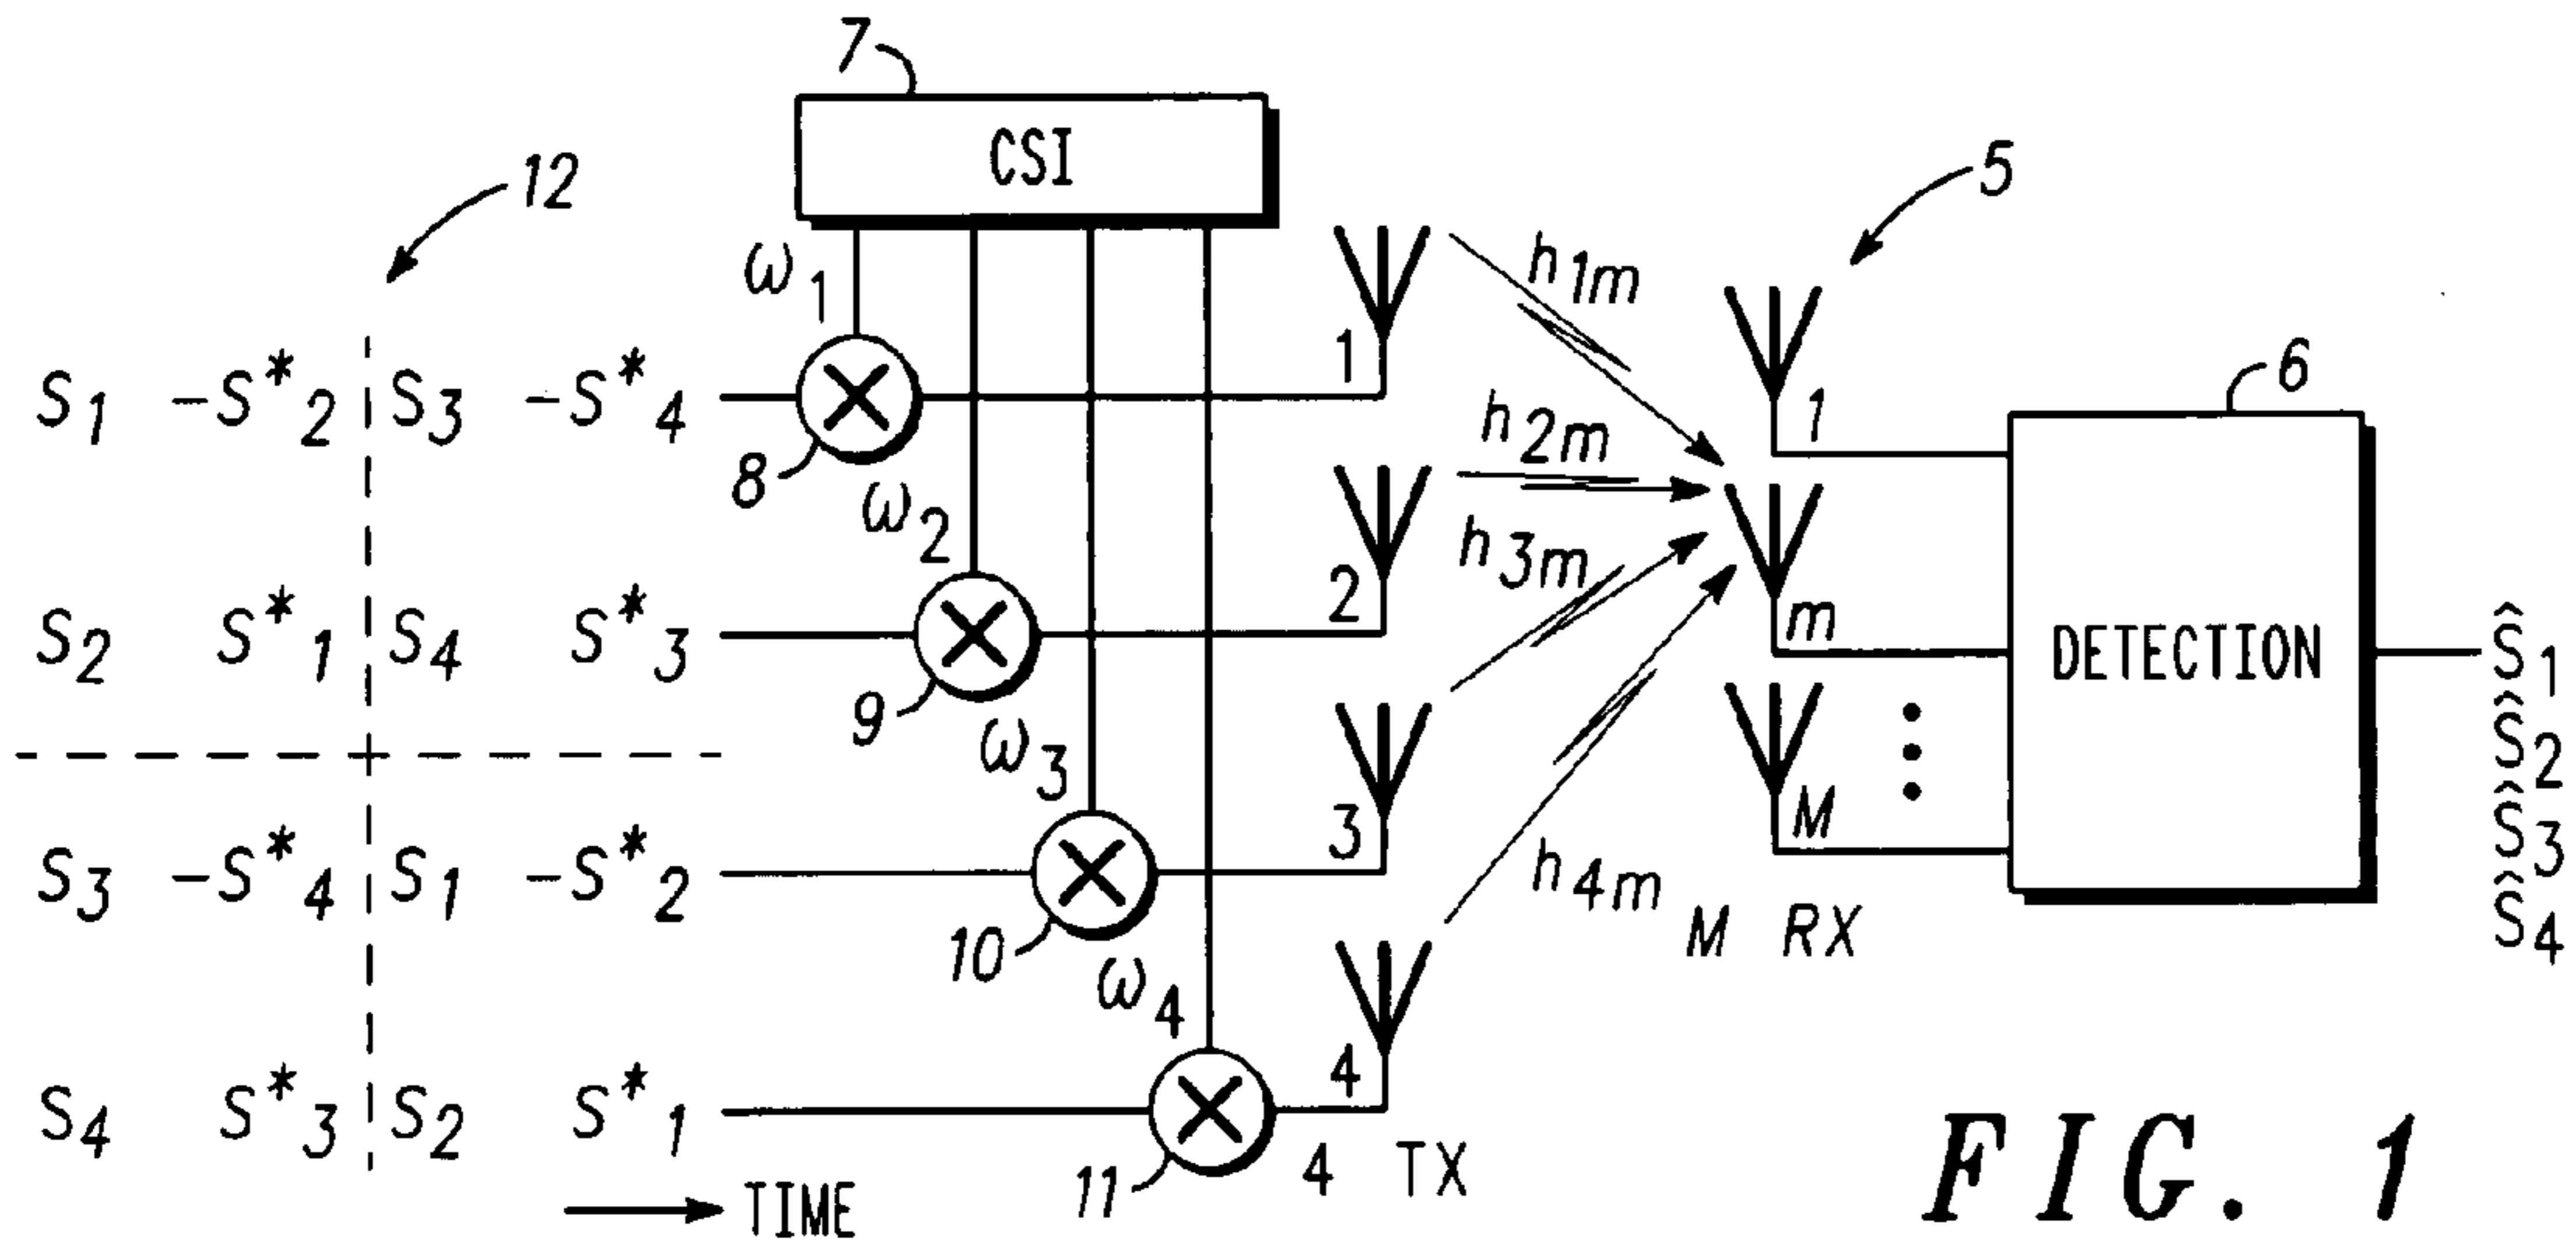 7
CSI
12
5
ω1
h1m
S1 -S*2 S3 -S*4
8
1
h2m
1
6
ω2
h3m
S2 S*1 S4 S*3
9
2
m
DETECTION
Ŝ1
Ŝ2
Ŝ3
Ŝ4
ω3
S3 -S*4 S1 -S*2
10
3
h4m
M
M RX
ω4
S4 S*3 S2 S*1
11
4
4 TX
TIME
FIG. 1